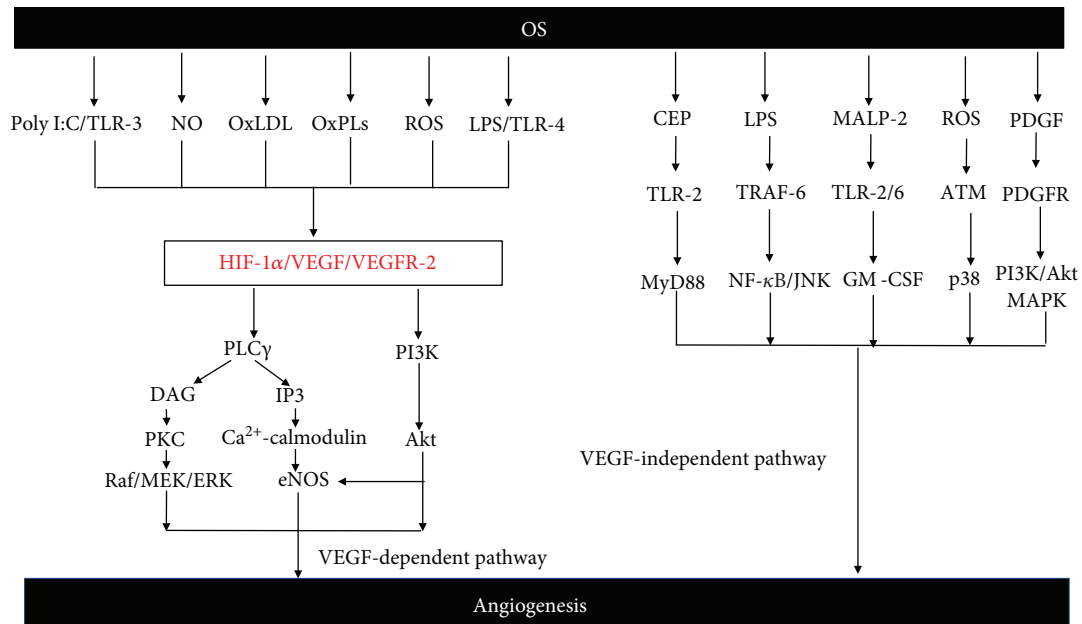 OS
Poly I:C/TLR-3 NO OxLDL OxPLs ROS LPS/TLR-4 CEP LPS MALP-2 ROS PDGF
TLR-2 TRAF-6 TLR-2/6 ATM PDGFR
HIF-1α/VEGF/VEGFR-2
MyD88 NF-κB/JNK GM -CSF p38 PI3K/Akt
MAPK
PLCγ PI3K
DAG IP3
PKC Ca²⁺-calmodulin Akt
VEGF-independent pathway
Raf/MEK/ERK eNOS
VEGF-dependent pathway
Angiogenesis